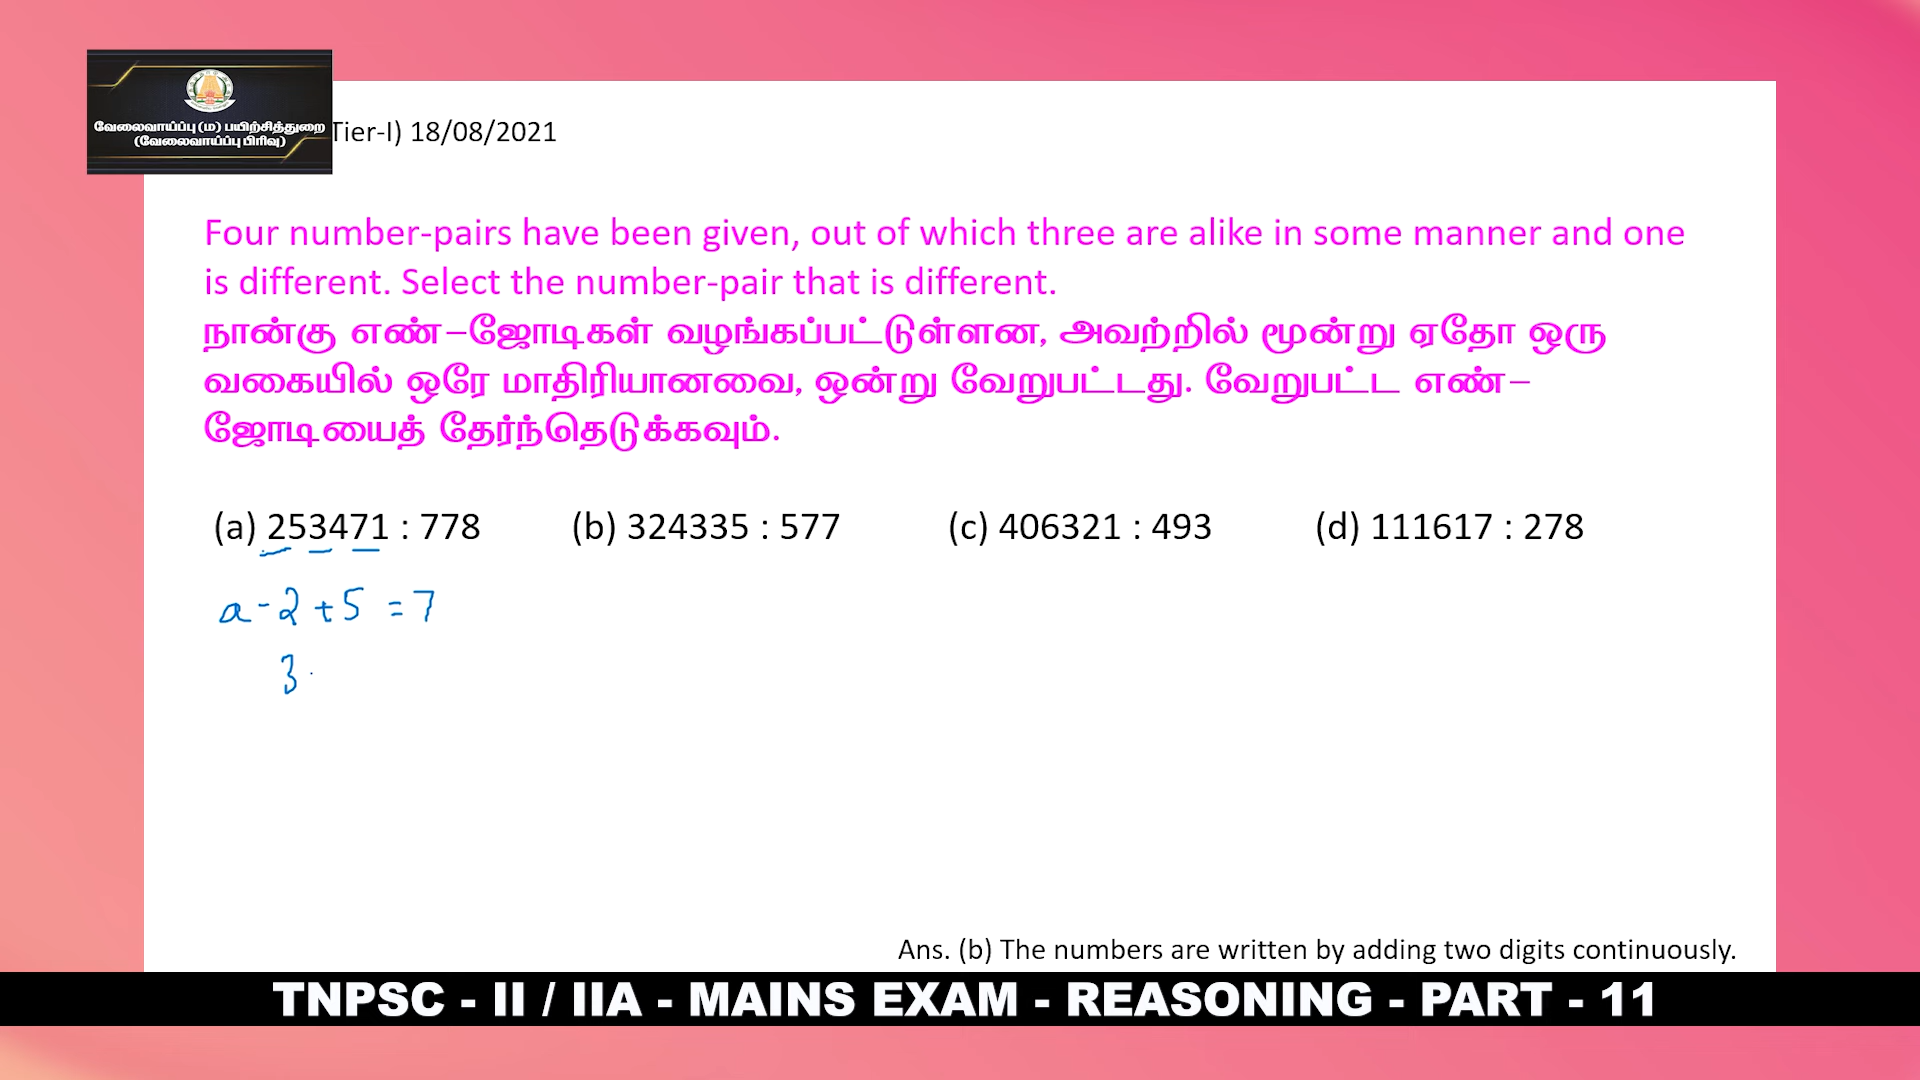 வேலைவாய்ப்பு (ம) பயிற்சித்துறை
(வேலைவாய்ப்பு பிரிவு)
Tier-I) 18/08/2021
Four number-pairs have been given, out of which three are alike in some manner and one
is different. Select the number-pair that is different.
நான்கு எண்-ஜோடிகள் வழங்கப்பட்டுள்ளன, அவற்றில் மூன்று ஏதோ ஒரு
வகையில் ஒரே மாதிரியானவை, ஒன்று வேறுபட்டது. வேறுபட்ட எண்-
ஜோடியைத் தேர்ந்தெடுக்கவும்.
(a) 253471 : 778 (b) 324335 : 577 (c) 406321 : 493 (d) 111617 : 278
a - 2 + 5 = 7
3
Ans. (b) The numbers are written by adding two digits continuously.
TNPSC - II / IIA - MAINS EXAM - REASONING - PART - 11